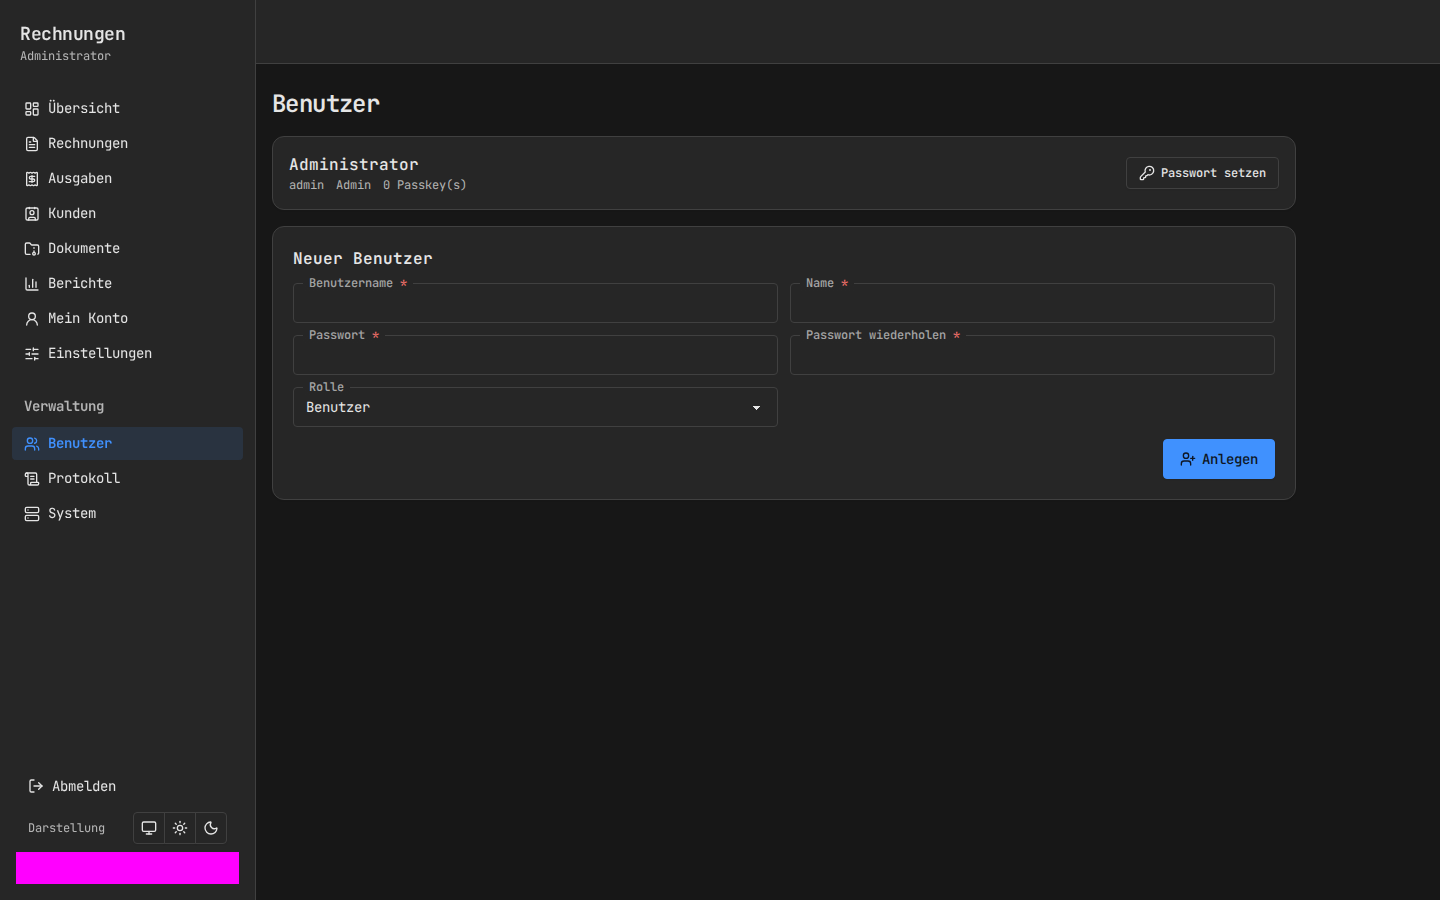 Rechnungen
Administrator
Übersicht
Rechnungen
Ausgaben
Kunden
Dokumente
Berichte
Mein Konto
Einstellungen
Verwaltung
Benutzer
Protokoll
System
Abmelden
Darstellung
Benutzer
Administrator
admin Admin 0 Passkey(s)
Passwort setzen
Neuer Benutzer
Benutzername *
Name *
Passwort *
Passwort wiederholen *
Rolle
Benutzer
Anlegen